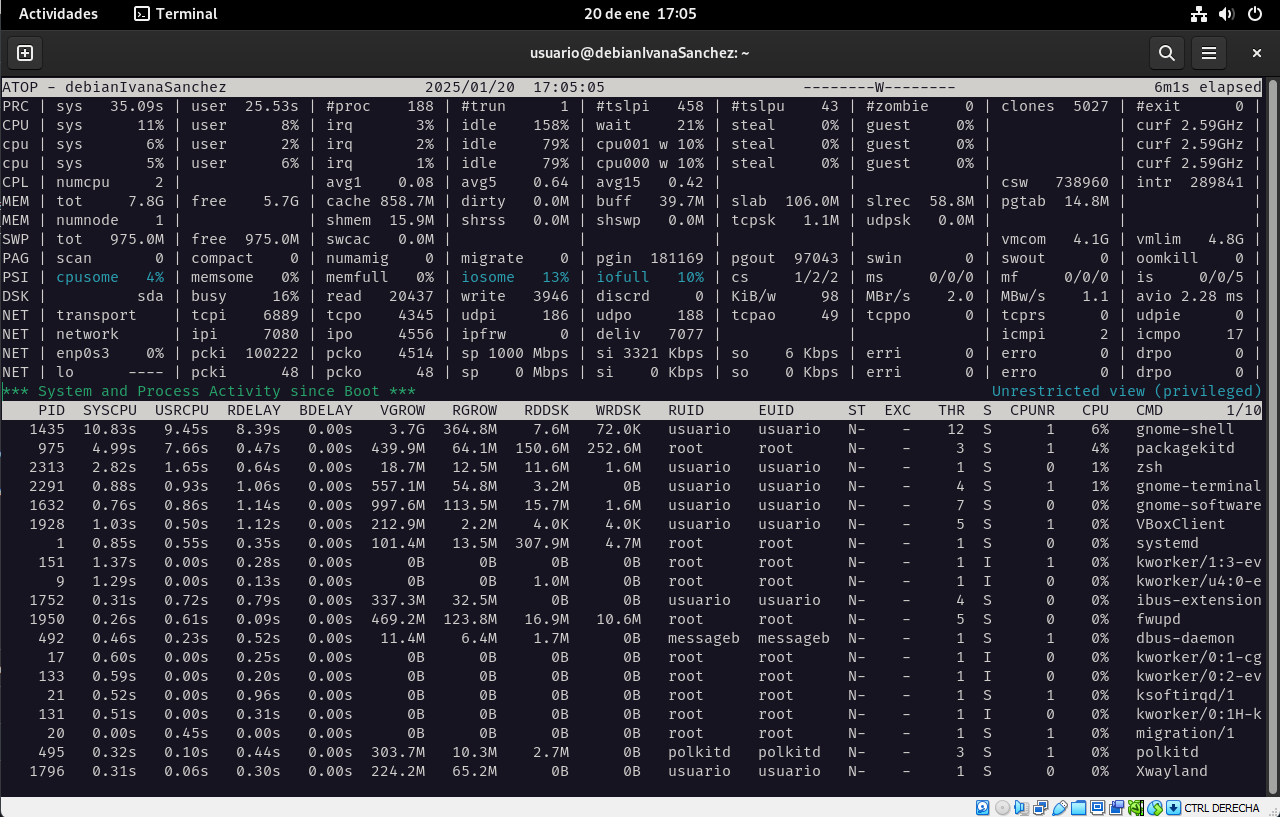 Actividades Terminal 20 de ene 17:05
usuario@debianIvanaSanchez: ~
ATOP - debianIvanaSanchez 2025/01/20 17:05:05 --------W-------- 6m1s elapsed
PRC | sys 35.09s | user 25.53s | #proc 188 | #trun 1 | #tslpi 458 | #tslpu 43 | #zombie 0 | clones 5027 | #exit 0 |
CPU | sys 11% | user 8% | irq 3% | idle 158% | wait 21% | steal 0% | guest 0% | | curf 2.59GHz |
cpu | sys 6% | user 2% | irq 2% | idle 79% | cpu001 w 10% | steal 0% | guest 0% | | curf 2.59GHz |
cpu | sys 5% | user 6% | irq 1% | idle 79% | cpu000 w 10% | steal 0% | guest 0% | | curf 2.59GHz |
CPL | numcpu 2 | | avg1 0.08 | avg5 0.64 | avg15 0.42 | | | csw 738960 | intr 289841 |
MEM | tot 7.8G | free 5.7G | cache 858.7M | dirty 0.0M | buff 39.7M | slab 106.0M | slrec 58.8M | pgtab 14.8M | |
MEM | numnode 1 | | shmem 15.9M | shrss 0.0M | shswp 0.0M | tcpsk 1.1M | udpsk 0.0M | | |
SWP | tot 975.0M | free 975.0M | swcac 0.0M | | | | | vmcom 4.1G | vmlim 4.8G |
PAG | scan 0 | compact 0 | numamig 0 | migrate 0 | pgin 181169 | pgout 97043 | swin 0 | swout 0 | oomkill 0 |
PSI | cpusome 4% | memsome 0% | memfull 0% | iosome 13% | iofull 10% | cs 1/2/2 | ms 0/0/0 | mf 0/0/0 | is 0/0/5 |
DSK | sda | busy 16% | read 20437 | write 3946 | discrd 0 | KiB/w 98 | MBr/s 2.0 | MBw/s 1.1 | avio 2.28 ms |
NET | transport | tcpi 6889 | tcpo 4345 | udpi 186 | udpo 188 | tcpao 49 | tcppo 0 | tcprs 0 | udpie 0 |
NET | network | ipi 7080 | ipo 4556 | ipfrw 0 | deliv 7077 | | | icmpi 2 | icmpo 17 |
NET | enp0s3 0% | pcki 100222 | pcko 4514 | sp 1000 Mbps | si 3321 Kbps | so 6 Kbps | erri 0 | erro 0 | drpo 0 |
NET | lo ---- | pcki 48 | pcko 48 | sp 0 Mbps | si 0 Kbps | so 0 Kbps | erri 0 | erro 0 | drpo 0 |
*** System and Process Activity since Boot *** Unrestricted view (privileged)
PID SYSCPU USRCPU RDELAY BDELAY VGROW RGROW RDDSK WRDSK RUID EUID ST EXC THR S CPUNR CPU CMD 1/10
1435 10.83s 9.45s 8.39s 0.00s 3.7G 364.8M 7.6M 72.0K usuario usuario N- - 12 S 1 6% gnome-shell
975 4.99s 7.66s 0.47s 0.00s 439.9M 64.1M 150.6M 252.6M root root N- - 3 S 1 4% packagekitd
2313 2.82s 1.65s 0.64s 0.00s 18.7M 12.5M 11.6M 1.6M usuario usuario N- - 1 S 0 1% zsh
2291 0.88s 0.93s 1.06s 0.00s 557.1M 54.8M 3.2M 0B usuario usuario N- - 4 S 1 1% gnome-terminal
1632 0.76s 0.86s 1.14s 0.00s 997.6M 113.5M 15.7M 1.6M usuario usuario N- - 7 S 0 0% gnome-software
1928 1.03s 0.50s 1.12s 0.00s 212.9M 2.2M 4.0K 4.0K usuario usuario N- - 5 S 1 0% VBoxClient
1 0.85s 0.55s 0.35s 0.00s 101.4M 13.5M 307.9M 4.7M root root N- - 1 S 0 0% systemd
151 1.37s 0.00s 0.28s 0.00s 0B 0B 0B 0B root root N- - 1 I 1 0% kworker/1:3-ev
9 1.29s 0.00s 0.13s 0.00s 0B 0B 1.0M 0B root root N- - 1 I 0 0% kworker/u4:0-e
1752 0.31s 0.72s 0.79s 0.00s 337.3M 32.5M 0B 0B usuario usuario N- - 4 S 0 0% ibus-extension
1950 0.26s 0.61s 0.09s 0.00s 469.2M 123.8M 16.9M 10.6M root root N- - 5 S 0 0% fwupd
492 0.46s 0.23s 0.52s 0.00s 11.4M 6.4M 1.7M 0B messageb messageb N- - 1 S 1 0% dbus-daemon
17 0.60s 0.00s 0.25s 0.00s 0B 0B 0B 0B root root N- - 1 I 0 0% kworker/0:1-cg
133 0.59s 0.00s 0.20s 0.00s 0B 0B 0B 0B root root N- - 1 I 0 0% kworker/0:2-ev
21 0.52s 0.00s 0.96s 0.00s 0B 0B 0B 0B root root N- - 1 S 1 0% ksoftirqd/1
131 0.51s 0.00s 0.31s 0.00s 0B 0B 0B 0B root root N- - 1 I 0 0% kworker/0:1H-k
20 0.00s 0.45s 0.00s 0.00s 0B 0B 0B 0B root root N- - 1 S 1 0% migration/1
495 0.32s 0.10s 0.44s 0.00s 303.7M 10.3M 2.7M 0B polkitd polkitd N- - 3 S 1 0% polkitd
1796 0.31s 0.06s 0.30s 0.00s 224.2M 65.2M 0B 0B usuario usuario N- - 1 S 0 0% Xwayland
CTRL DERECHA